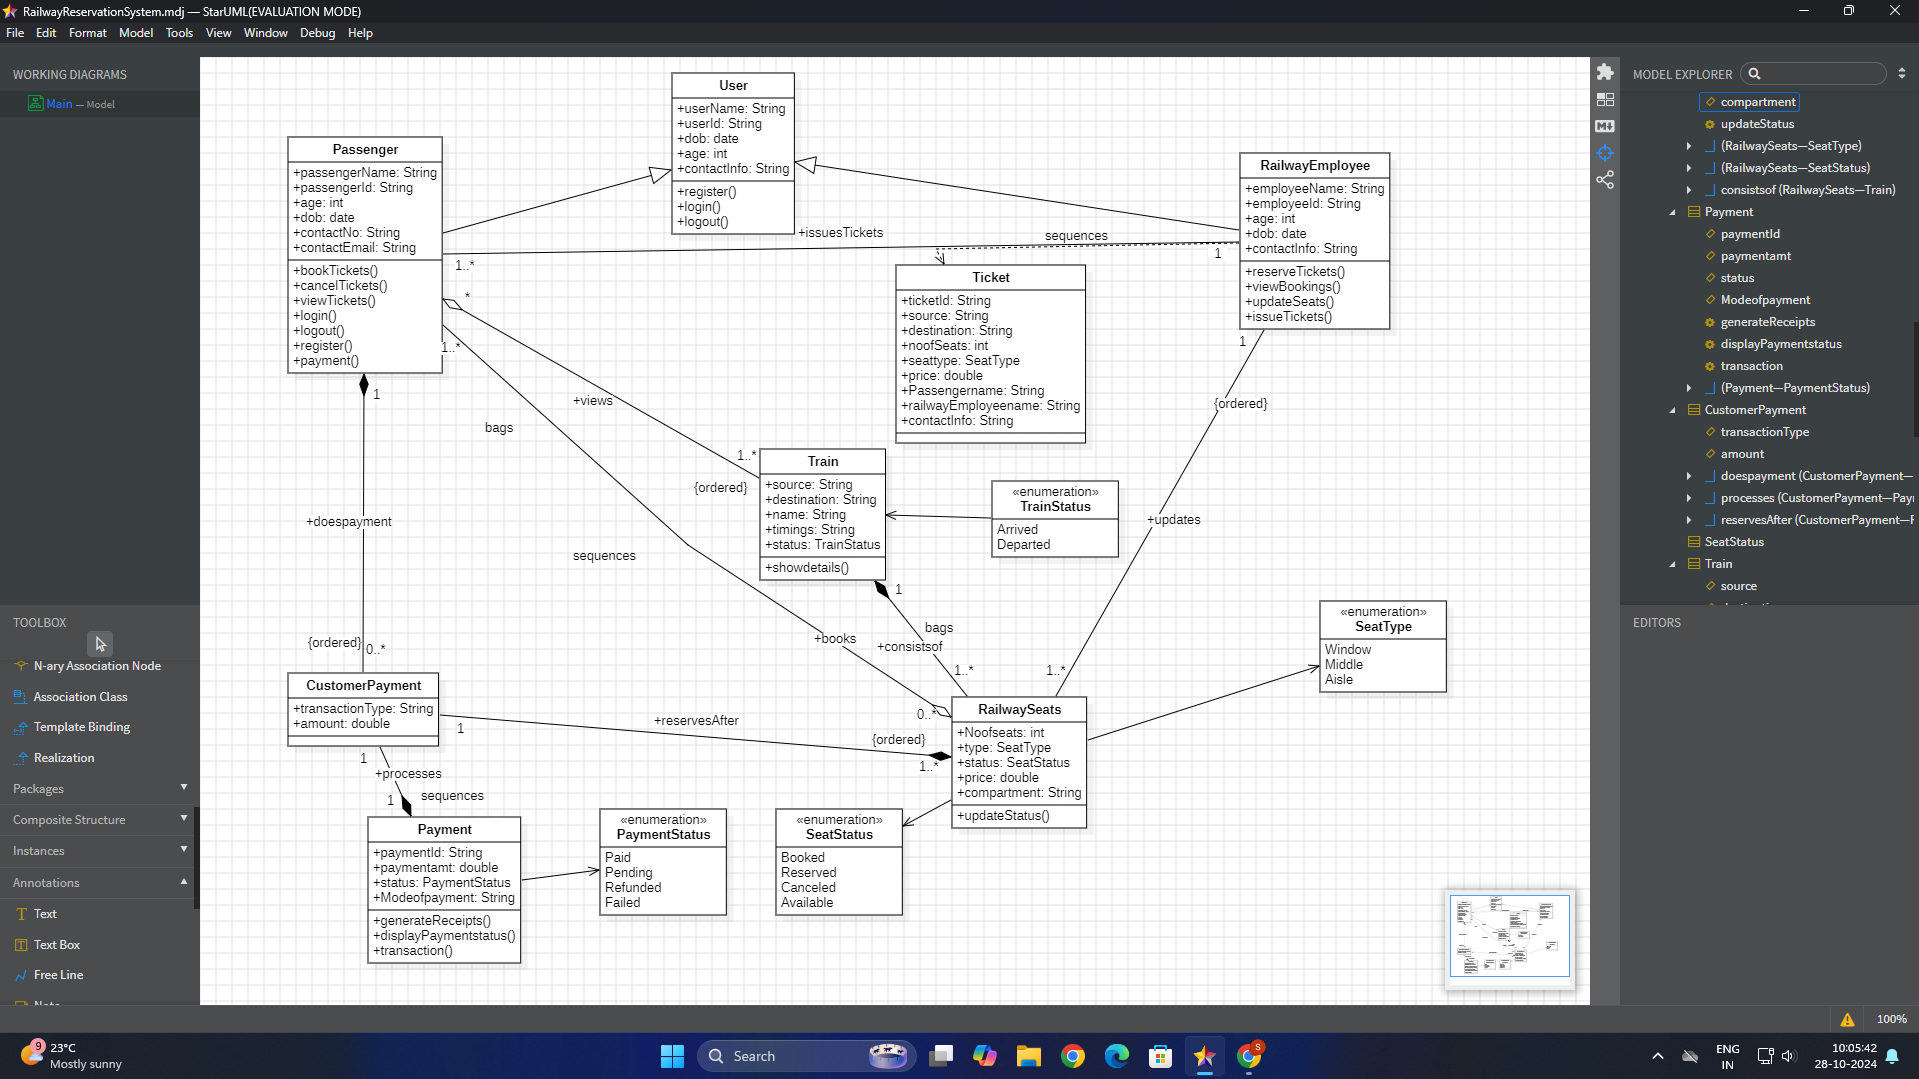 RailwayReservationSystem.mdj — StarUML(EVALUATION MODE)
File Edit Format Model Tools View Window Debug Help
WORKING DIAGRAMS
Main — Model
TOOLBOX
N-ary Association Node
Association Class
Template Binding
Realization
Packages
Composite Structure
Instances
Annotations
Text
Text Box
Free Line
User
+userName: String
+userId: String
+dob: date
+age: int
+contactInfo: String
+register()
+login()
+logout()
Passenger
+passengerName: String
+passengerId: String
+age: int
+dob: date
+contactNo: String
+contactEmail: String
+bookTickets()
+cancelTickets()
+viewTickets()
+login()
+logout()
+register()
+payment()
RailwayEmployee
+employeeName: String
+employeeId: String
+age: int
+dob: date
+contactInfo: String
+reserveTickets()
+viewBookings()
+updateSeats()
+issueTickets()
+issuesTickets
sequences
1..*
1
Ticket
+ticketId: String
+source: String
+destination: String
+noofSeats: int
+seattype: SeatType
+price: double
+Passengername: String
+railwayEmployeename: String
+contactInfo: String
*
1..*
1
1
+views
{ordered}
bags
1..*
{ordered}
Train
+source: String
+destination: String
+name: String
+timings: String
+status: TrainStatus
+showdetails()
«enumeration»
TrainStatus
Arrived
Departed
+doespayment
+updates
sequences
1
bags
+books
+consistsof
{ordered}
0..*
1..*
1..*
«enumeration»
SeatType
Window
Middle
Aisle
CustomerPayment
+transactionType: String
+amount: double
+reservesAfter
1
0..*
{ordered}
1..*
RailwaySeats
+Noofseats: int
+type: SeatType
+status: SeatStatus
+price: double
+compartment: String
+updateStatus()
1
+processes
1
sequences
Payment
+paymentId: String
+paymentamt: double
+status: PaymentStatus
+Modeofpayment: String
+generateReceipts()
+displayPaymentstatus()
+transaction()
«enumeration»
PaymentStatus
Paid
Pending
Refunded
Failed
«enumeration»
SeatStatus
Booked
Reserved
Canceled
Available
MODEL EXPLORER
compartment
updateStatus
(RailwaySeats—SeatType)
(RailwaySeats—SeatStatus)
consistsof (RailwaySeats—Train)
Payment
paymentId
paymentamt
status
Modeofpayment
generateReceipts
displayPaymentstatus
transaction
(Payment—PaymentStatus)
CustomerPayment
transactionType
amount
doespayment (CustomerPayment—
processes (CustomerPayment—Pay
reservesAfter (CustomerPayment—
SeatStatus
Train
source
EDITORS
100%
9
23°C
Mostly sunny
Search
S
ENG
IN
10:05:42
28-10-2024